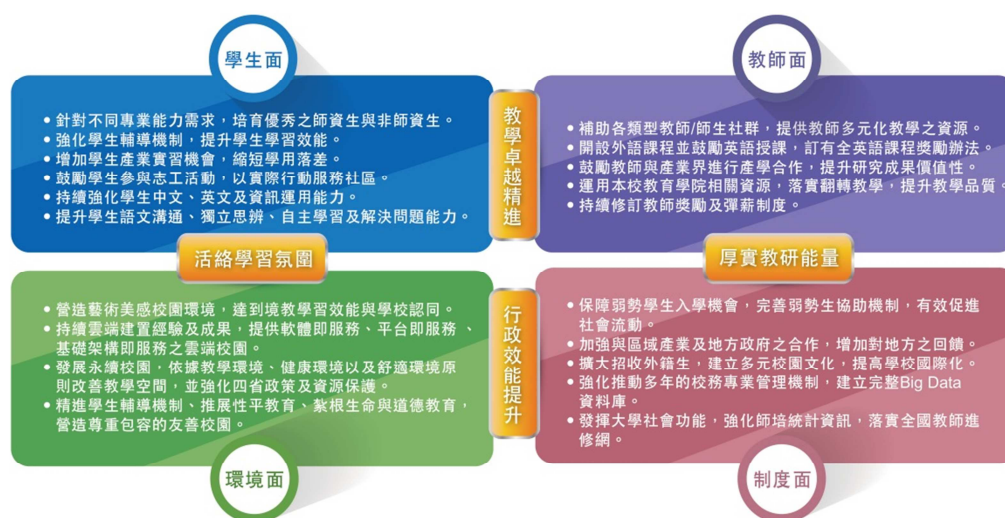 學生面
• 針對不同專業能力需求，培育優秀之師資生與非師資生。
• 強化學生輔導機制，提升學生學習效能。
• 增加學生產業實習機會，縮短學用落差。
• 鼓勵學生參與志工活動，以實際行動服務社區。
• 持續強化學生中文、英文及資訊運用能力。
• 提升學生語文溝通、獨立思辨、自主學習及解決問題能力。
教學卓越精進
教師面
• 補助各類型教師/師生社群，提供教師多元化教學之資源。
• 開設外語課程並鼓勵英語授課，訂有全英語課程獎勵辦法。
• 鼓勵教師與產業界進行產學合作，提升研究成果價值性。
• 運用本校教育學院相關資源，落實翻轉教學，提升教學品質。
• 持續修訂教師獎勵及彈薪制度。
活絡學習氛圍
厚實教研能量
• 營造藝術美感校園環境，達到境教學習效能與學校認同。
• 持續雲端建置經驗及成果，提供軟體即服務、平台即服務、
基礎架構即服務之雲端校園。
• 發展永續校園，依據教學環境、健康環境以及舒適環境原
則改善教學空間，並強化四省政策及資源保護。
• 精進學生輔導機制、推展性平教育、紮根生命與道德教育，
營造尊重包容的友善校園。
環境面
行政效能提升
• 保障弱勢學生入學機會，完善弱勢生協助機制，有效促進
社會流動。
• 加強與區域產業及地方政府之合作，增加對地方之回饋。
• 擴大招收外籍生，建立多元校園文化，提高學校國際化。
• 強化推動多年的校務專業管理機制，建立完整Big Data
資料庫。
• 發揮大學社會功能，強化師培統計資訊，落實全國教師進
修網。
制度面